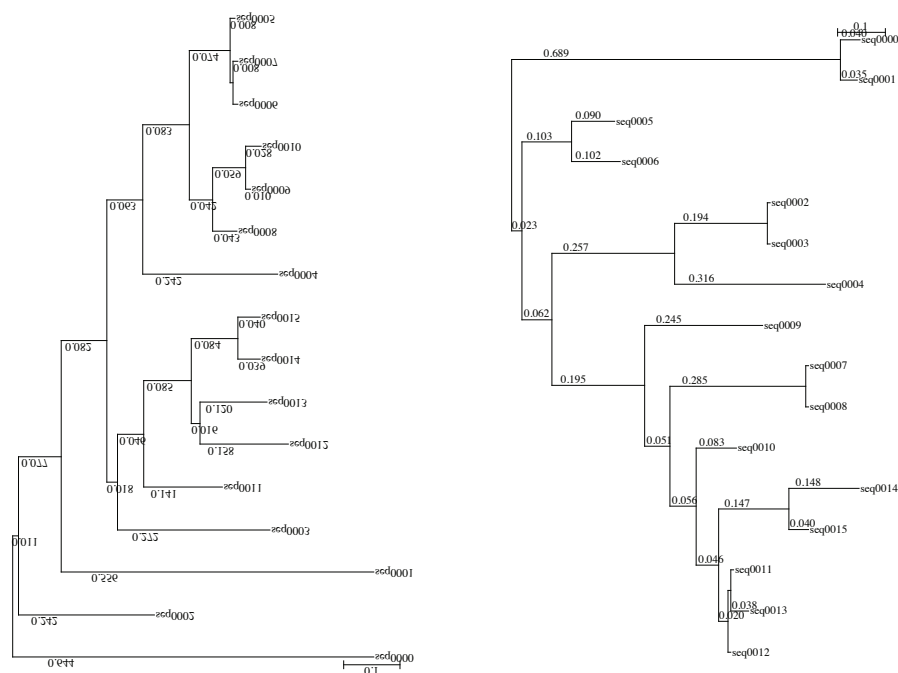 seq0005
0.008
0.074
seq0007
0.008
seq0006
0.083
seq0010
0.028
0.059
seq0009
0.010
0.042
0.063
seq0008
0.043
seq0004
0.242
seq0015
0.040
0.084
0.082
seq0014
0.039
0.085
seq0013
0.120
0.016
0.046
seq0012
0.158
0.077
seq0011
0.141
0.018
seq0003
0.272
0.011
seq0001
0.556
seq0002
0.242
seq0000
0.644
0.1
0.1
0.040
seq0000
0.689
0.035
seq0001
0.090
seq0005
0.103
0.102
seq0006
seq0002
0.194
0.023
seq0003
0.257
0.316
seq0004
0.062
0.245
seq0009
seq0007
0.195
0.285
seq0008
0.051
0.083
seq0010
0.148
seq0014
0.056
0.147
0.040
seq0015
0.046
seq0011
0.038
seq0013
0.020
seq0012